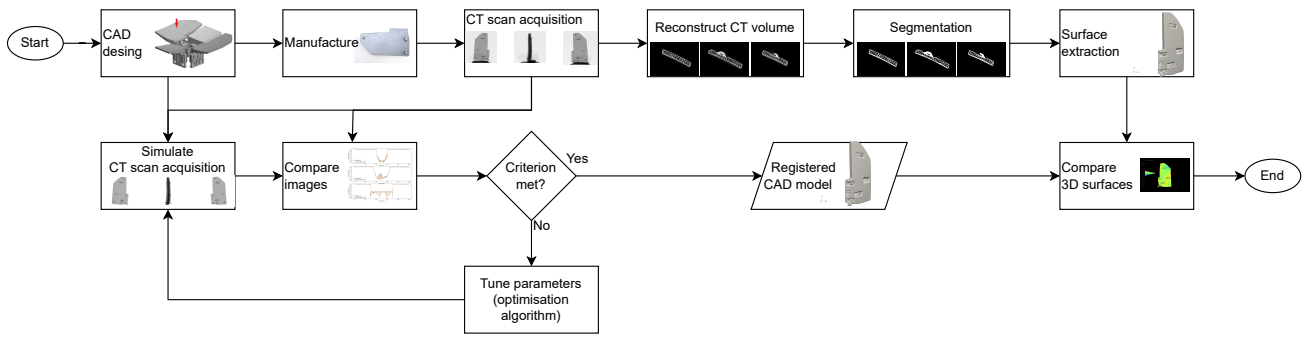 Start
CAD
desing
Manufacture
CT scan acquisition
Reconstruct CT volume
Segmentation
Surface
extraction
Simulate
CT scan acquisition
Compare
images
Criterion
met?
Yes
No
Registered
CAD model
Compare
3D surfaces
End
Tune parameters
(optimisation
algorithm)